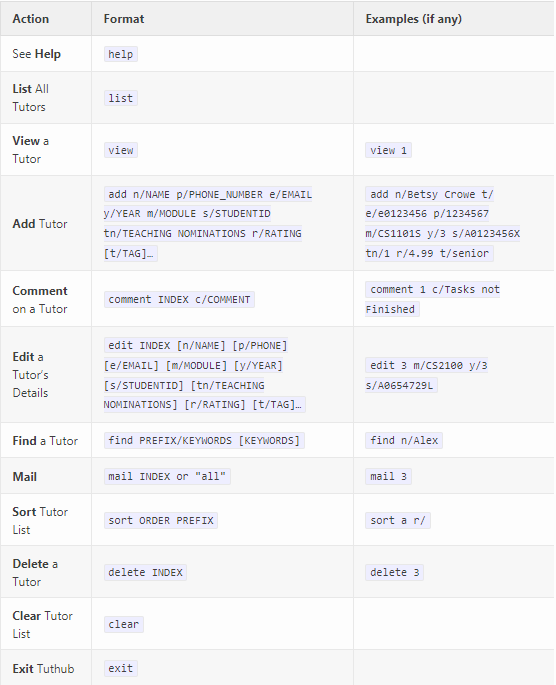 Action Format Examples (if any)
See Help help
List All
Tutors
list
View a
Tutor
view
view 1
Add Tutor
add n/NAME p/PHONE_NUMBER e/EMAIL
y/YEAR m/MODULE s/STUDENTID
tn/TEACHING NOMINATIONS r/RATING
[t/TAG]…
add n/Betsy Crowe t/
e/e0123456 p/1234567
m/CS1101S y/3 s/A0123456X
tn/1 r/4.99 t/senior
Comment
on a Tutor
comment INDEX c/COMMENT
comment 1 c/Tasks not
Finished
Edit a
Tutor's
Details
edit INDEX [n/NAME] [p/PHONE]
[e/EMAIL] [m/MODULE] [y/YEAR]
[s/STUDENTID] [tn/TEACHING
NOMINATIONS] [r/RATING] [t/TAG]…
edit 3 m/CS2100 y/3
s/A0654729L
Find a Tutor find PREFIX/KEYWORDS [KEYWORDS] find n/Alex
Mail mail INDEX or "all" mail 3
Sort Tutor
List
sort ORDER PREFIX
sort a r/
Delete a
Tutor
delete INDEX
delete 3
Clear Tutor
List
clear
Exit Tuthub exit